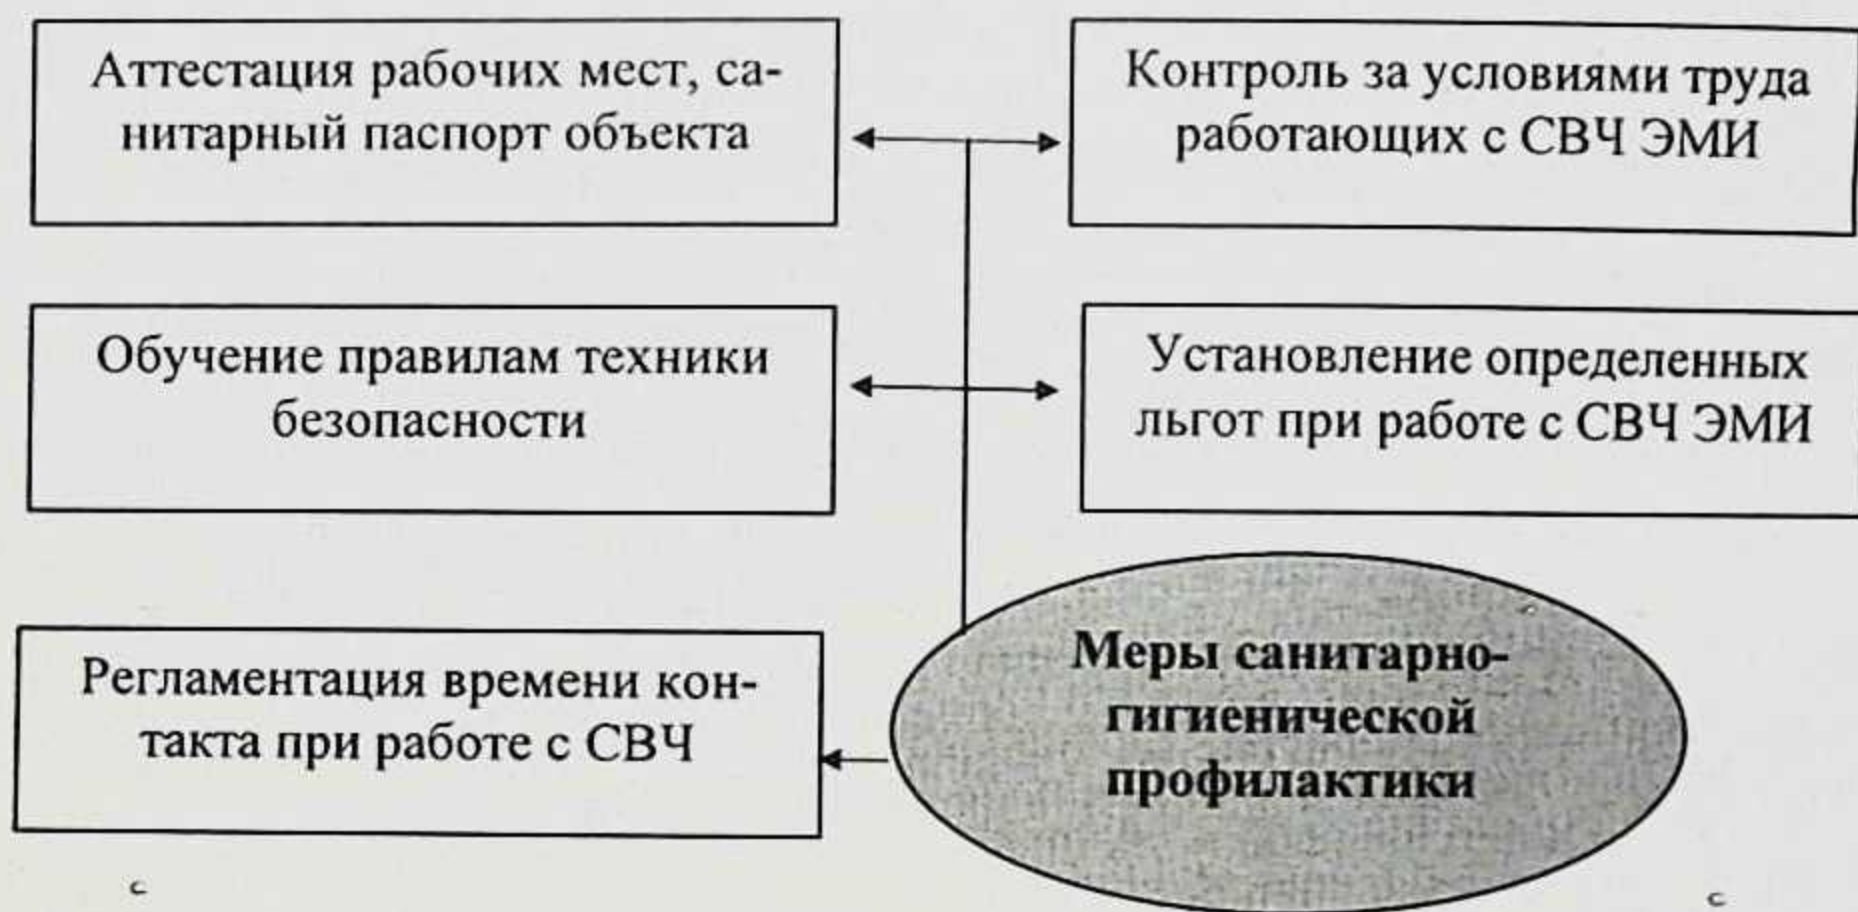 Аттестация рабочих мест, са-
нитарный паспорт объекта
Контроль за условиями труда
работающих с СВЧ ЭМИ
Обучение правилам техники
безопасности
Установление определенных
льгот при работе с СВЧ ЭМИ
Регламентация времени кон-
такта при работе с СВЧ
Меры санитарно-
гигиенической
профилактики